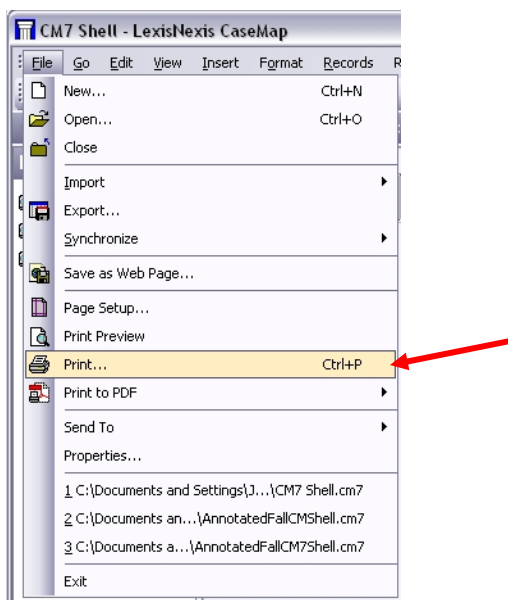 CM7 Shell - LexisNexis CaseMap
File Go Edit View Insert Format Records R
New... Ctrl+N
Open... Ctrl+O
Close
Import
Export...
Synchronize
Save as Web Page...
Page Setup...
Print Preview
Print... Ctrl+P
Print to PDF
Send To
Properties...
1 C:\Documents and Settings\J...\CM7 Shell.cm7
2 C:\Documents an...\AnnotatedFallCMShell.cm7
3 C:\Documents a...\AnnotatedFallCM7Shell.cm7
Exit